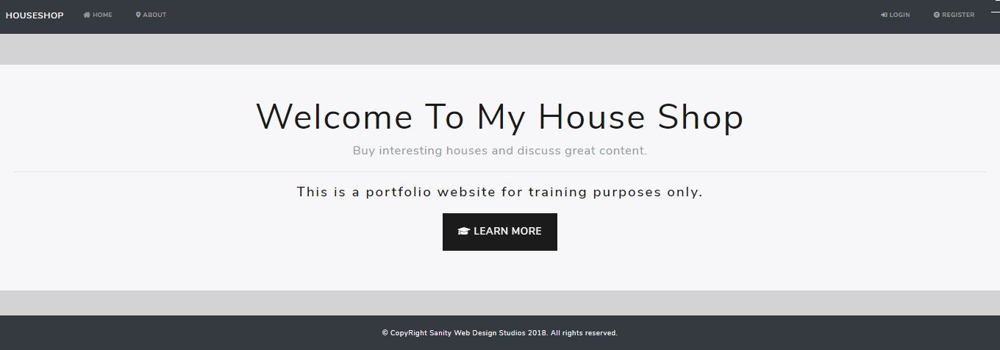 HOUSESHOP HOME ABOUT LOGIN REGISTER
Welcome To My House Shop
Buy interesting houses and discuss great content.
This is a portfolio website for training purposes only.
LEARN MORE
© CopyRight Sanity Web Design Studios 2018. All rights reserved.